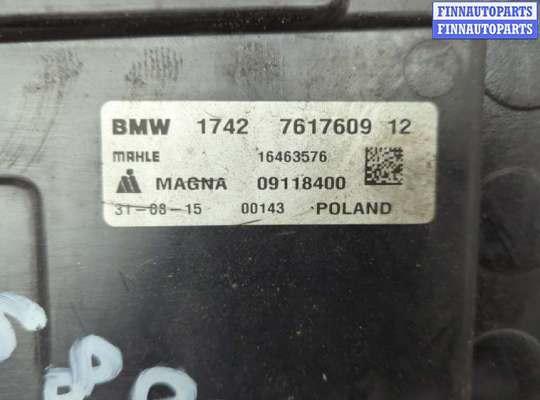 FINNAUTOPARTS
FINNAUTOPARTS
BMW 1742 7617609 12
MAHLE 16463576
MAGNA 09118400
31-08-15 00143 POLAND